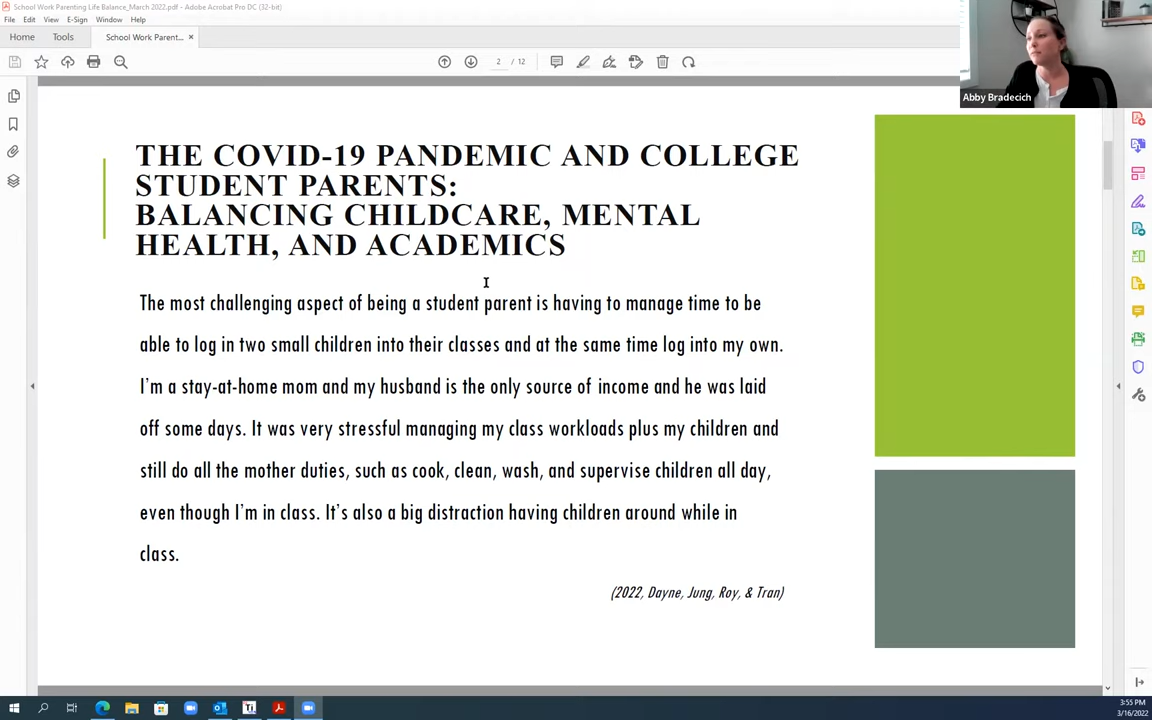 School Work Parenting Life Balance_March 2022.pdf - Adobe Acrobat Pro DC (32-bit)
File Edit View E-Sign Window Help
Home Tools School Work Parent... ×
2 / 12
Abby Bradecich
THE COVID-19 PANDEMIC AND COLLEGE
STUDENT PARENTS:
BALANCING CHILDCARE, MENTAL
HEALTH, AND ACADEMICS
The most challenging aspect of being a student parent is having to manage time to be
able to log in two small children into their classes and at the same time log into my own.
I'm a stay-at-home mom and my husband is the only source of income and he was laid
off some days. It was very stressful managing my class workloads plus my children and
still do all the mother duties, such as cook, clean, wash, and supervise children all day,
even though I'm in class. It's also a big distraction having children around while in
class.
(2022, Dayne, Jung, Roy, & Tran)
3:55 PM
3/16/2022